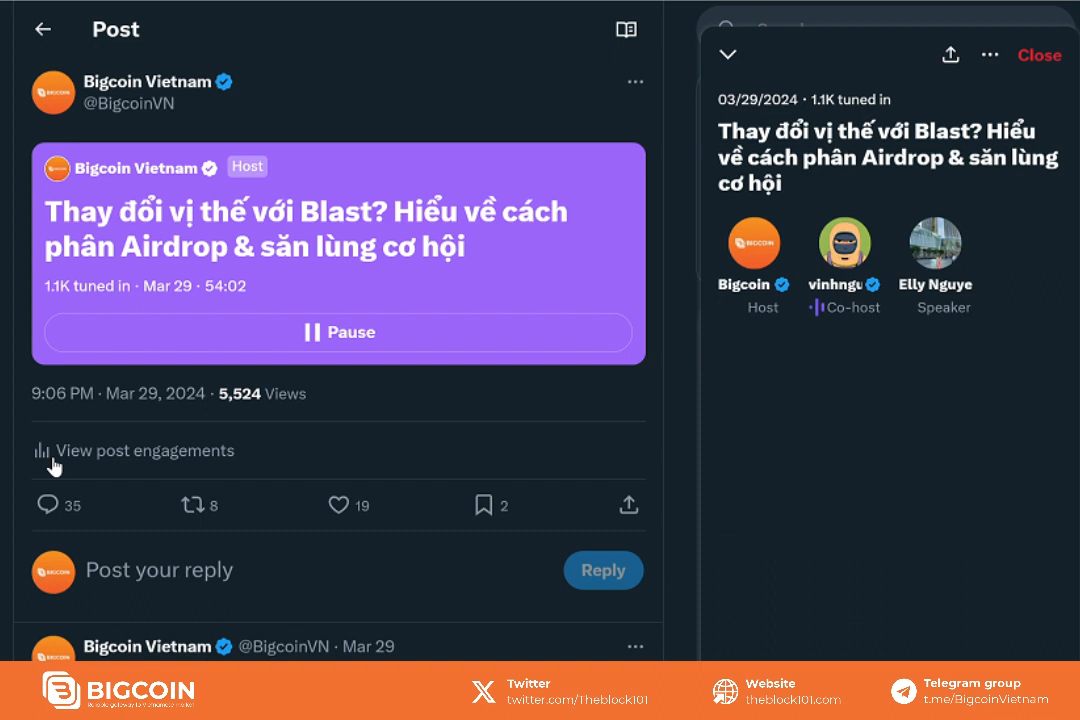 Post
Bigcoin Vietnam
@BigcoinVN
Bigcoin Vietnam Host
Thay đổi vị thế với Blast? Hiểu về cách
phân Airdrop & săn lùng cơ hội
1.1K tuned in · Mar 29 · 54:02
Pause
9:06 PM · Mar 29, 2024 · 5,524 Views
View post engagements
35 8 19 2
Post your reply
Reply
Bigcoin Vietnam @BigcoinVN · Mar 29
Close
03/29/2024 · 1.1K tuned in
Thay đổi vị thế với Blast? Hiểu
về cách phân Airdrop & săn lùng
cơ hội
Bigcoin vinhngu Elly Nguye
Host Co-host Speaker
BIGCOIN
Reliable gateway to Vietnamese market
Twitter
twitter.com/Theblock101
Website
theblock101.com
Telegram group
t.me/BigcoinVietnam